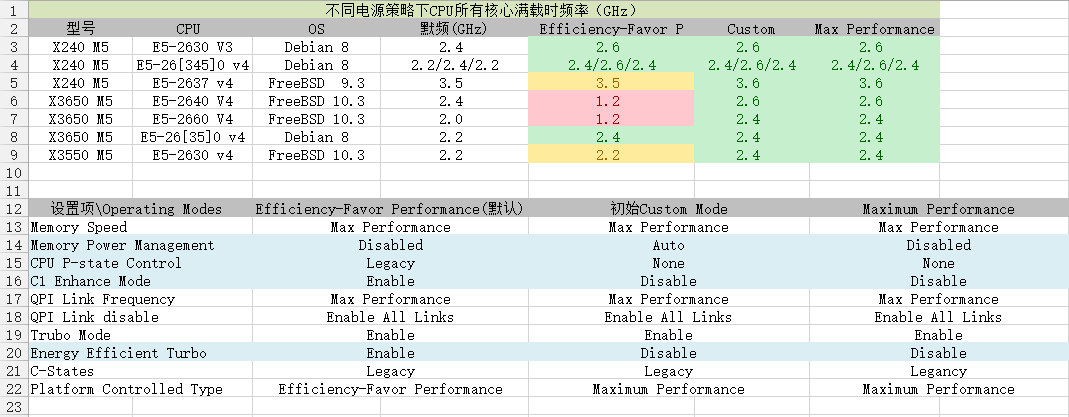 1 不同电源策略下CPU所有核心满载时频率（GHz）
2 型号 CPU OS 默频(GHz) Efficiency-Favor P Custom Max Performance
3 X240 M5 E5-2630 V3 Debian 8 2.4 2.6 2.6 2.6
4 X240 M5 E5-26[345]0 v4 Debian 8 2.2/2.4/2.2 2.4/2.6/2.4 2.4/2.6/2.4 2.4/2.6/2.4
5 X240 M5 E5-2637 v4 FreeBSD 9.3 3.5 3.5 3.6 3.6
6 X3650 M5 E5-2640 V4 FreeBSD 10.3 2.4 1.2 2.6 2.6
7 X3650 M5 E5-2660 V4 FreeBSD 10.3 2.0 1.2 2.4 2.4
8 X3650 M5 E5-26[35]0 v4 Debian 8 2.2 2.4 2.4 2.4
9 X3550 M5 E5-2630 v4 FreeBSD 10.3 2.2 2.2 2.4 2.4
10
11
12 设置项\Operating Modes Efficiency-Favor Performance(默认) 初始Custom Mode Maximum Performance
13 Memory Speed Max Performance Max Performance Max Performance
14 Memory Power Management Disabled Auto Disabled
15 CPU P-state Control Legacy None None
16 C1 Enhance Mode Enable Disable Disable
17 QPI Link Frequency Max Performance Max Performance Max Performance
18 QPI Link disable Enable All Links Enable All Links Enable All Links
19 Trubo Mode Enable Enable Enable
20 Energy Efficient Turbo Enable Disable Disable
21 C-States Legacy Legacy Legancy
22 Platform Controlled Type Efficiency-Favor Performance Maximum Performance Maximum Performance
23